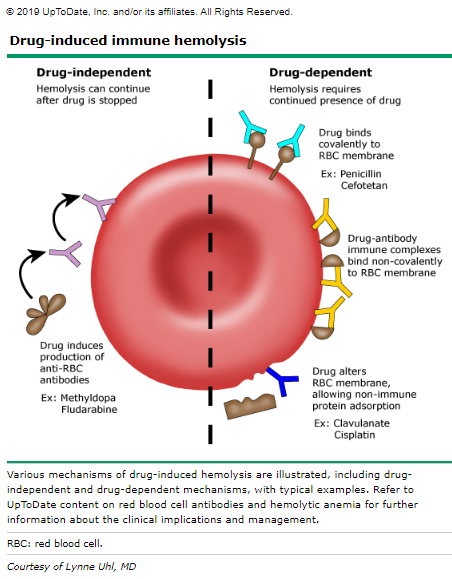 © 2019 UpToDate, Inc. and/or its affiliates. All Rights Reserved.
Drug-induced immune hemolysis
Drug-independent
Hemolysis can continue
after drug is stopped
Drug-dependent
Hemolysis requires
continued presence of drug
Drug binds
covalently to
RBC membrane
Ex: Penicillin
Cefotetan
Drug-antibody
immune complexes
bind non-covalently
to RBC membrane
Drug induces
production of
anti-RBC
antibodies
Ex: Methyldopa
Fludarabine
Drug alters
RBC membrane,
allowing non-immune
protein adsorption
Ex: Clavulanate
Cisplatin
Various mechanisms of drug-induced hemolysis are illustrated, including drug-
independent and drug-dependent mechanisms, with typical examples. Refer to
UpToDate content on red blood cell antibodies and hemolytic anemia for further
information about the clinical implications and management.
RBC: red blood cell.
Courtesy of Lynne Uhl, MD